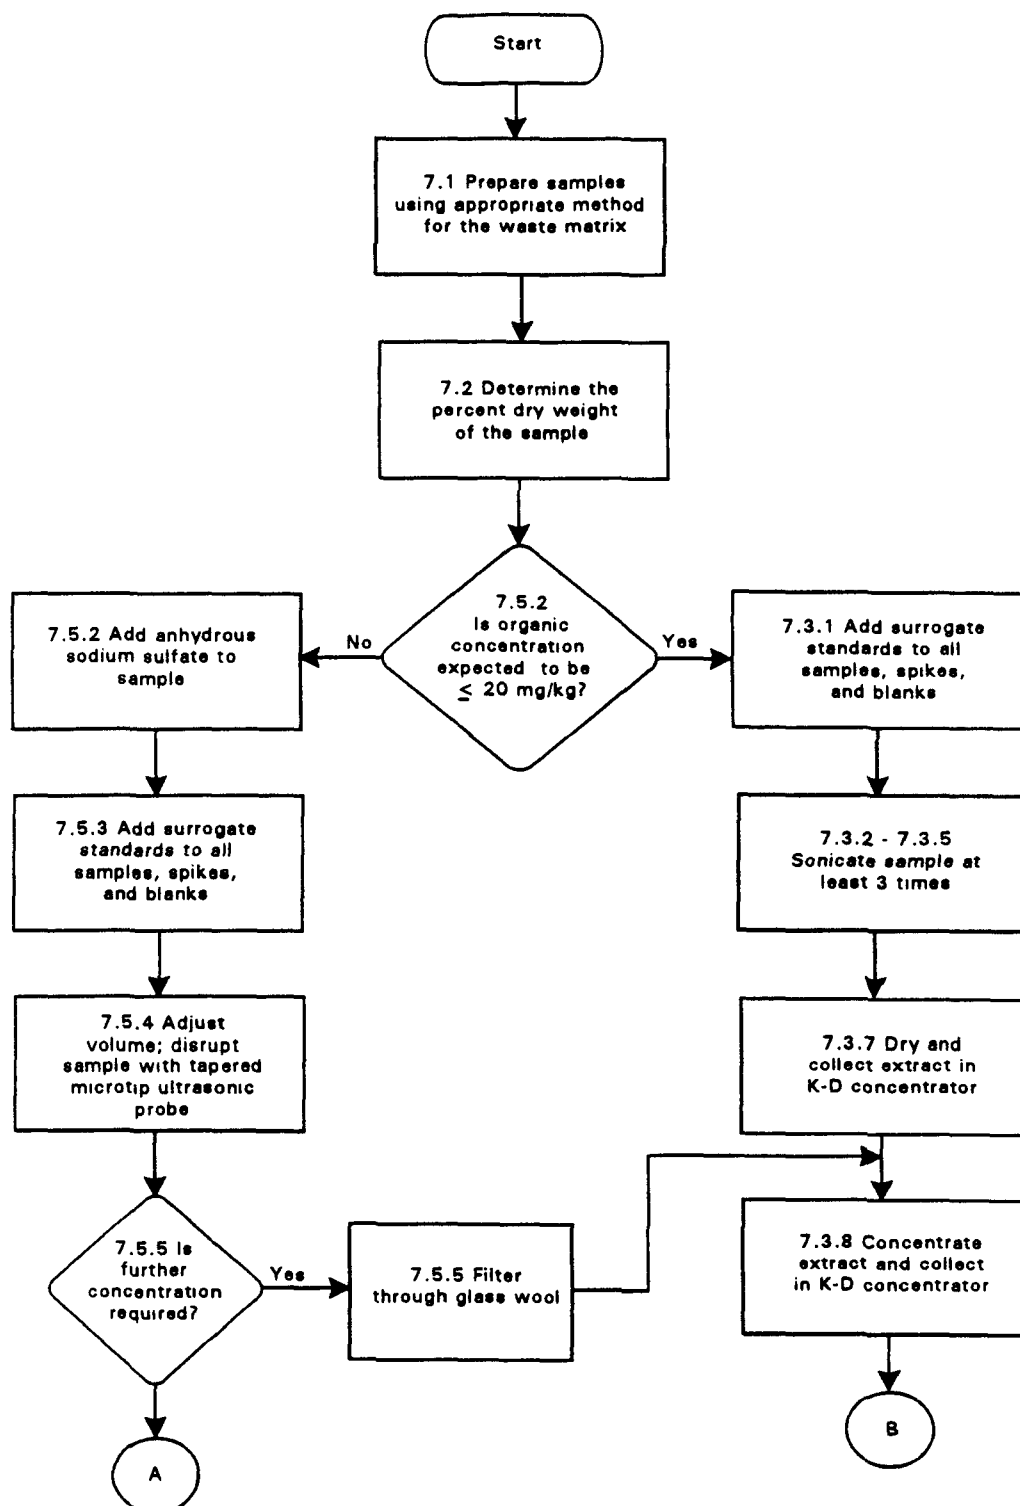 Start
7.1 Prepare samples
using appropriate method
for the waste matrix
7.2 Determine the
percent dry weight
of the sample
7.5.2
Is organic
concentration
expected to be
≤ 20 mg/kg?
No
Yes
7.5.2 Add anhydrous
sodium sulfate to
sample
7.3.1 Add surrogate
standards to all
samples, spikes,
and blanks
7.5.3 Add surrogate
standards to all
samples, spikes,
and blanks
7.3.2 - 7.3.5
Sonicate sample at
least 3 times
7.5.4 Adjust
volume; disrupt
sample with tapered
microtip ultrasonic
probe
7.3.7 Dry and
collect extract in
K-D concentrator
7.5.5 Is
further
concentration
required?
Yes
7.5.5 Filter
through glass wool
7.3.8 Concentrate
extract and collect
in K-D concentrator
A
B